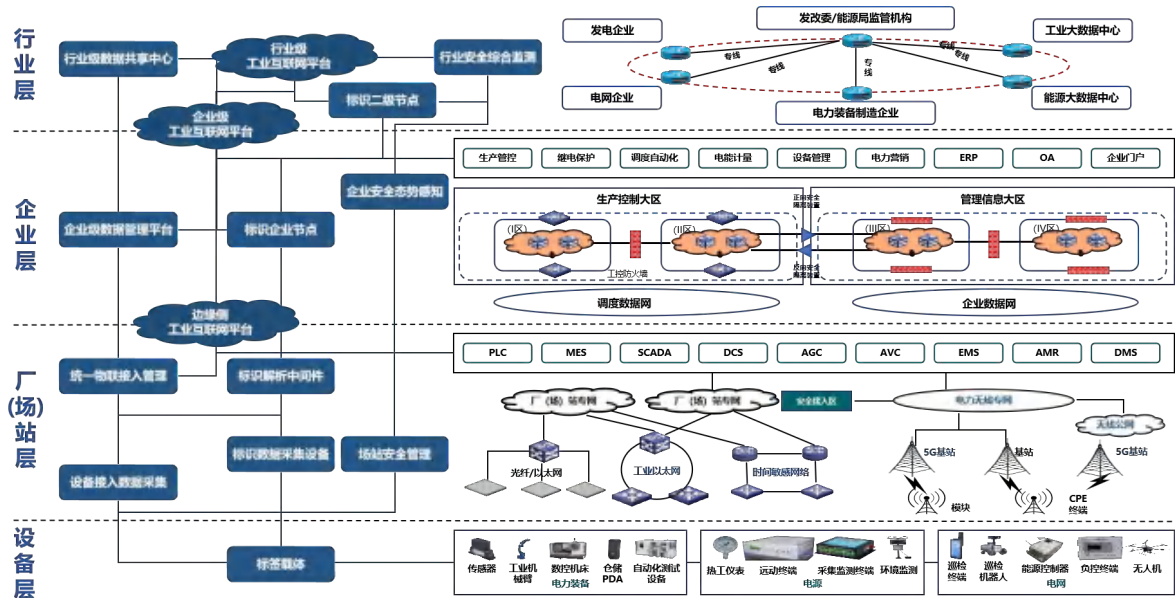 行业层
行业级数据共享中心
行业级
工业互联网平台
行业安全综合监测
标识二级节点
企业级
工业互联网平台
发电企业
发改委/能源局监管机构
工业大数据中心
专线
专线
专线
专线
专线
电网企业
电力装备制造企业
能源大数据中心
企业层
生产管控
继电保护
调度自动化
电能计量
设备管理
电力营销
ERP
OA
企业门户
企业安全态势感知
企业级数据管理平台
标识企业节点
生产控制大区
正向安全
隔离装置
管理信息大区
(I区)
(II区)
(III区)
(IV区)
工控防火墙
反向安全
隔离装置
调度数据网
企业数据网
边缘侧
工业互联网平台
厂(场)站层
PLC
MES
SCADA
DCS
AGC
AVC
EMS
AMR
DMS
统一物联接入管理
标识解析中间件
厂（场）站专网
厂（场）站专网
安全接入区
电力无线专网
无线公网
标识数据采集设备
场站安全管理
设备接入数据采集
光纤/以太网
工业以太网
时间敏感网络
5G基站
基站
5G基站
模块
CPE
终端
设备层
标签载体
传感器
工业机
械臂
数控机床
仓储
PDA
自动化测试
设备
电力装备
热工仪表
远动终端
采集监测终端
环境监测
电源
巡检
终端
巡检
机器人
能源控制器
负控终端
无人机
电网